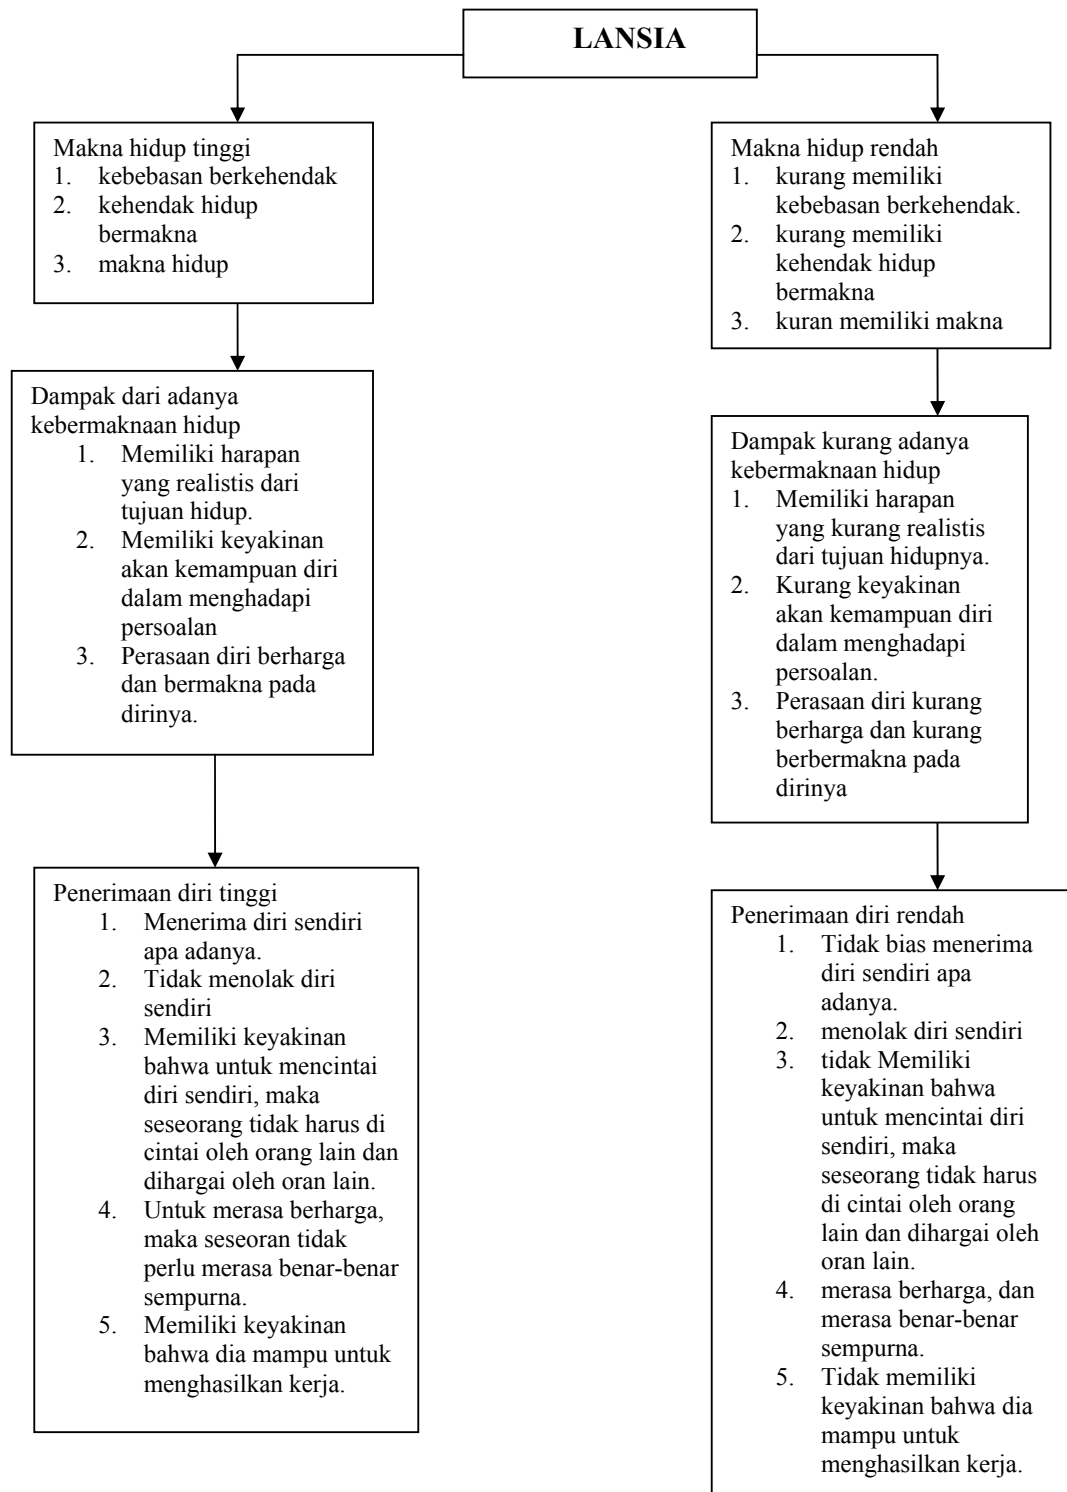 LANSIA
Makna hidup tinggi
1. kebebasan berkehendak
2. kehendak hidup
bermakna
3. makna hidup
Dampak dari adanya
kebermaknaan hidup
1. Memiliki harapan
yang realistis dari
tujuan hidup.
2. Memiliki keyakinan
akan kemampuan diri
dalam menghadapi
persoalan
3. Perasaan diri berharga
dan bermakna pada
dirinya.
Penerimaan diri tinggi
1. Menerima diri sendiri
apa adanya.
2. Tidak menolak diri
sendiri
3. Memiliki keyakinan
bahwa untuk mencintai
diri sendiri, maka
seseorang tidak harus di
cintai oleh orang lain dan
dihargai oleh oran lain.
4. Untuk merasa berharga,
maka seseoran tidak
perlu merasa benar-benar
sempurna.
5. Memiliki keyakinan
bahwa dia mampu untuk
menghasilkan kerja.
Makna hidup rendah
1. kurang memiliki
kebebasan berkehendak.
2. kurang memiliki
kehendak hidup
bermakna
3. kuran memiliki makna
Dampak kurang adanya
kebermaknaan hidup
1. Memiliki harapan
yang kurang realistis
dari tujuan hidupnya.
2. Kurang keyakinan
akan kemampuan diri
dalam menghadapi
persoalan.
3. Perasaan diri kurang
berharga dan kurang
berbermakna pada
dirinya
Penerimaan diri rendah
1. Tidak bias menerima
diri sendiri apa
adanya.
2. menolak diri sendiri
3. tidak Memiliki
keyakinan bahwa
untuk mencintai diri
sendiri, maka
seseorang tidak harus
di cintai oleh orang
lain dan dihargai oleh
oran lain.
4. merasa berharga, dan
merasa benar-benar
sempurna.
5. Tidak memiliki
keyakinan bahwa dia
mampu untuk
menghasilkan kerja.